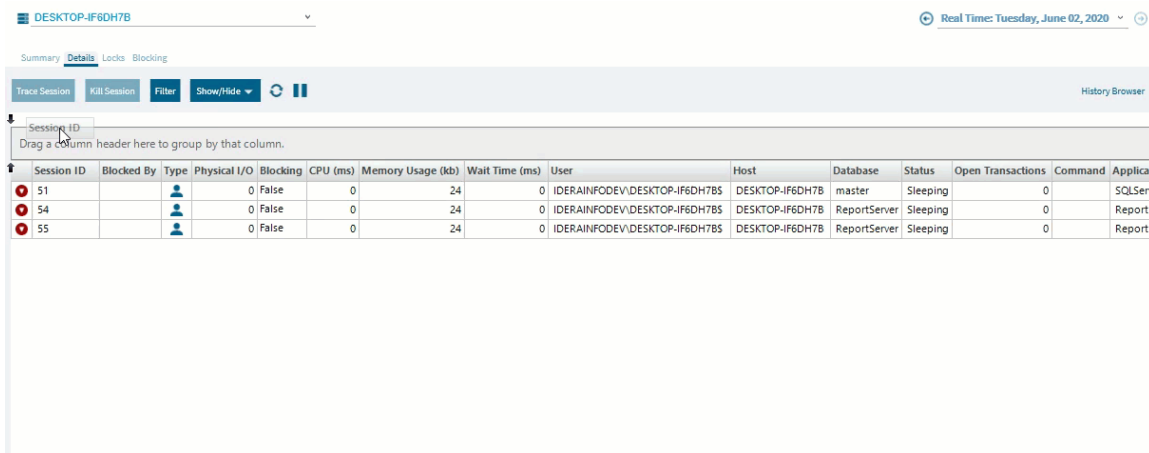 DESKTOP-IF6DH7B
Real Time: Tuesday, June 02, 2020
Summary Details Locks Blocking
Trace Session Kill Session Filter Show/Hide History Browser
Session ID
Drag a column header here to group by that column.
Session ID Blocked By Type Physical I/O Blocking CPU (ms) Memory Usage (kb) Wait Time (ms) User Host Database Status Open Transactions Command Applica
51 0 False 0 24 0 IDERAINFODEV\DESKTOP-IF6DH7B$ DESKTOP-IF6DH7B master Sleeping 0 SQLSer
54 0 False 0 24 0 IDERAINFODEV\DESKTOP-IF6DH7B$ DESKTOP-IF6DH7B ReportServer Sleeping 0 Report
55 0 False 0 24 0 IDERAINFODEV\DESKTOP-IF6DH7B$ DESKTOP-IF6DH7B ReportServer Sleeping 0 Report